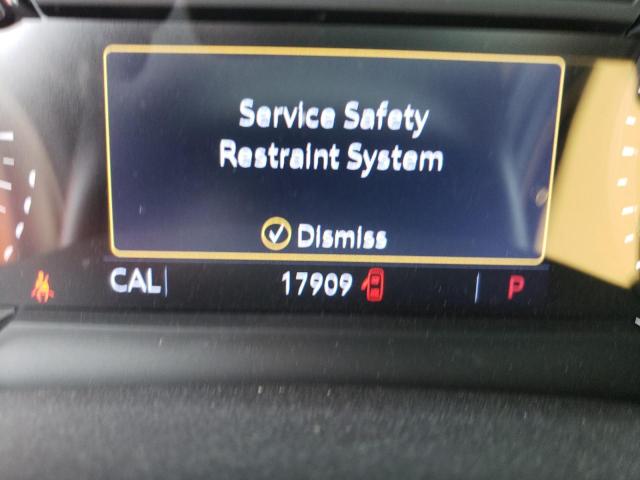 Service Safety
Restraint System
Dismiss
CAL 17909 P